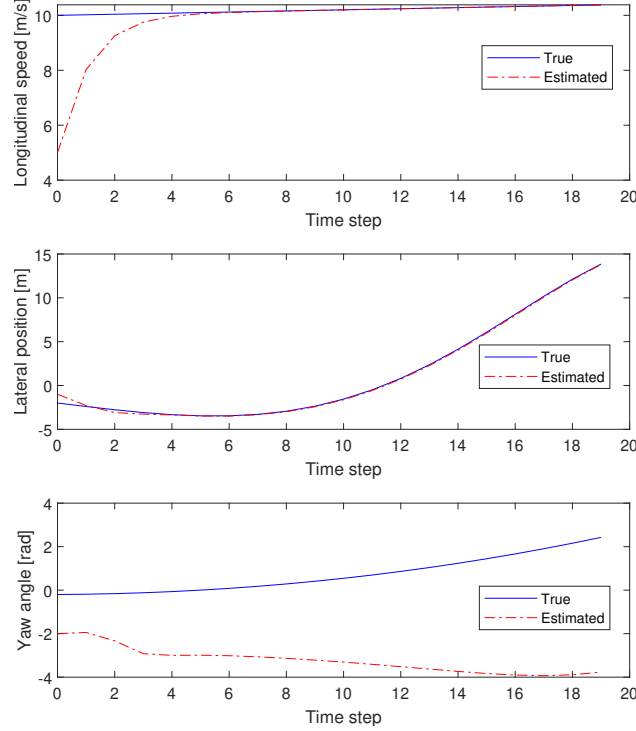 Longitudinal speed [m/s]
10
8
6
4
True
Estimated
0 2 4 6 8 10 12 14 16 18 20
Time step
Lateral position [m]
15
10
5
0
-5
True
Estimated
0 2 4 6 8 10 12 14 16 18 20
Time step
Yaw angle [rad]
4
2
0
-2
-4
True
Estimated
0 2 4 6 8 10 12 14 16 18 20
Time step